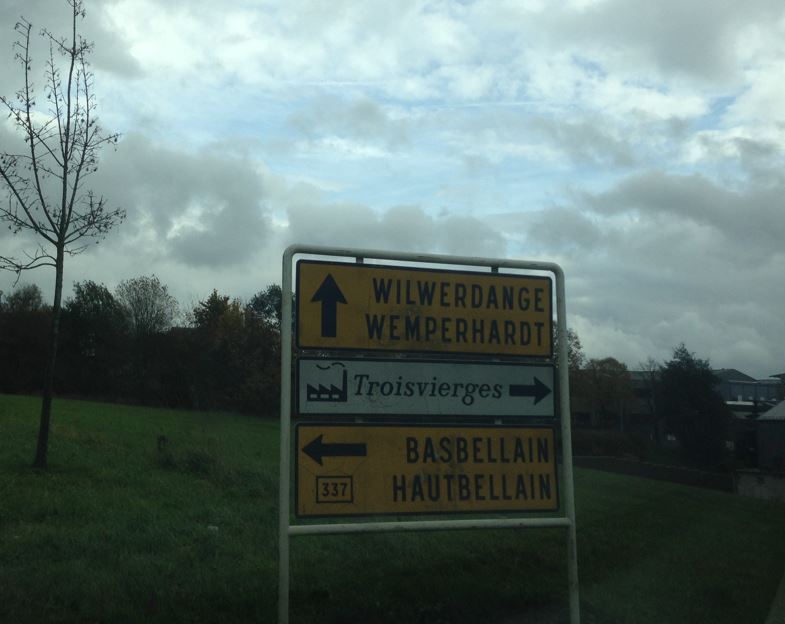 WILWERDANGE
WEMPERHARDT
Troisvierges
BASBELLAIN
337 HAUTBELLAIN